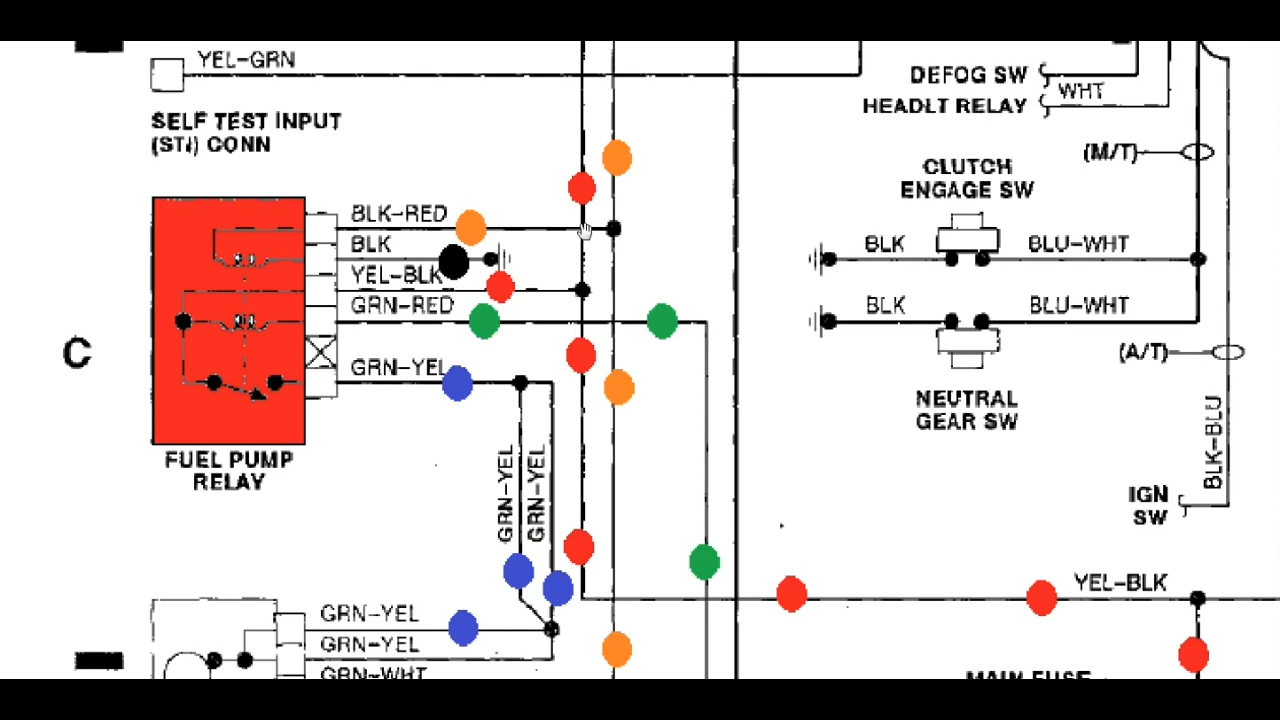 YEL-GRN
SELF TEST INPUT
(STI) CONN
DEFOG SW
WHT
HEADLT RELAY
(M/T)
CLUTCH
ENGAGE SW
BLK-RED
BLK
YEL-BLK
GRN-RED
GRN-YEL
BLK
BLU-WHT
BLK
BLU-WHT
(A/T)
C
NEUTRAL
GEAR SW
BLK-BLU
FUEL PUMP
RELAY
GRN-YEL
GRN-YEL
IGN
SW
YEL-BLK
GRN-YEL
GRN-YEL
GRN-WHT
MAIN FUSE